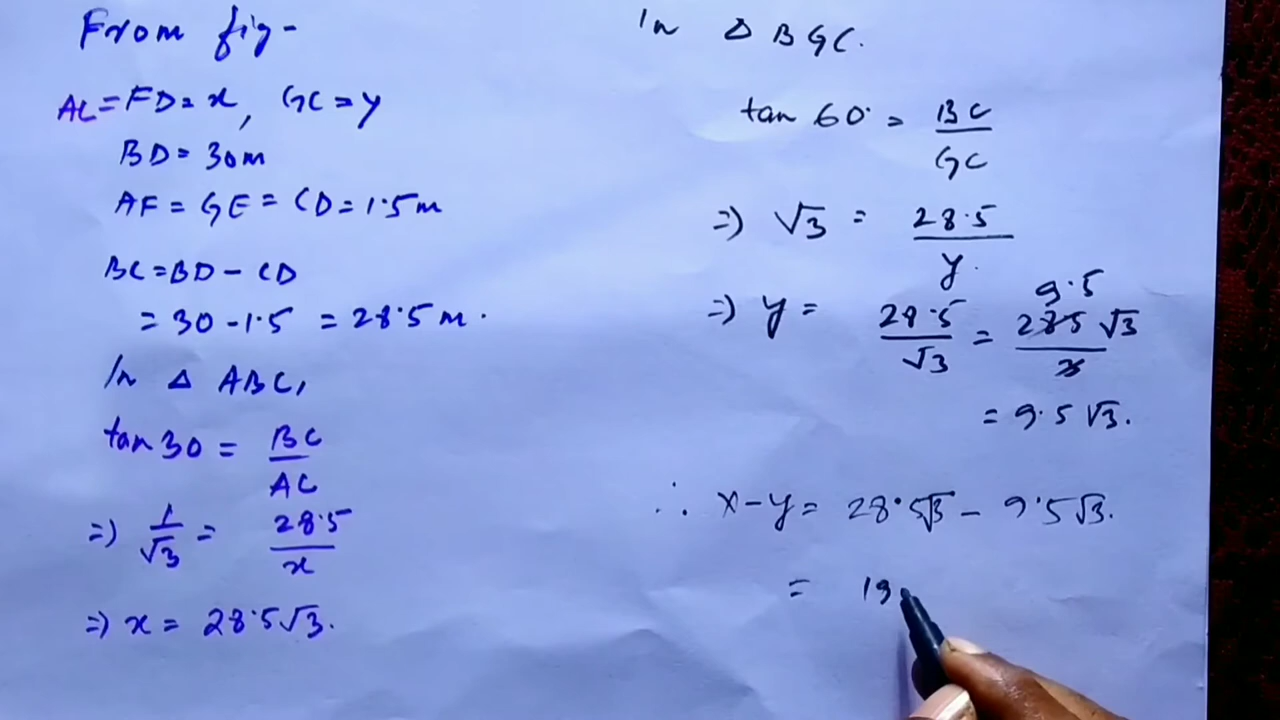 From fig-
AC = FD = x, GC = y
BD = 30m
AF = GE = CD = 1.5m
BC = BD - CD
= 30 - 1.5 = 28.5 m.
In Δ ABC,
tan 30 = BC/AC
=> 1/√3 = 28.5/x
=> x = 28.5√3.
In Δ BGC.
tan 60° = BC/GC
=> √3 = 28.5/y.
=> y = 28.5/√3 = 28.5√3/3
9.5
= 9.5√3.
∴ x-y = 28.5√3 - 9.5√3.
= 19